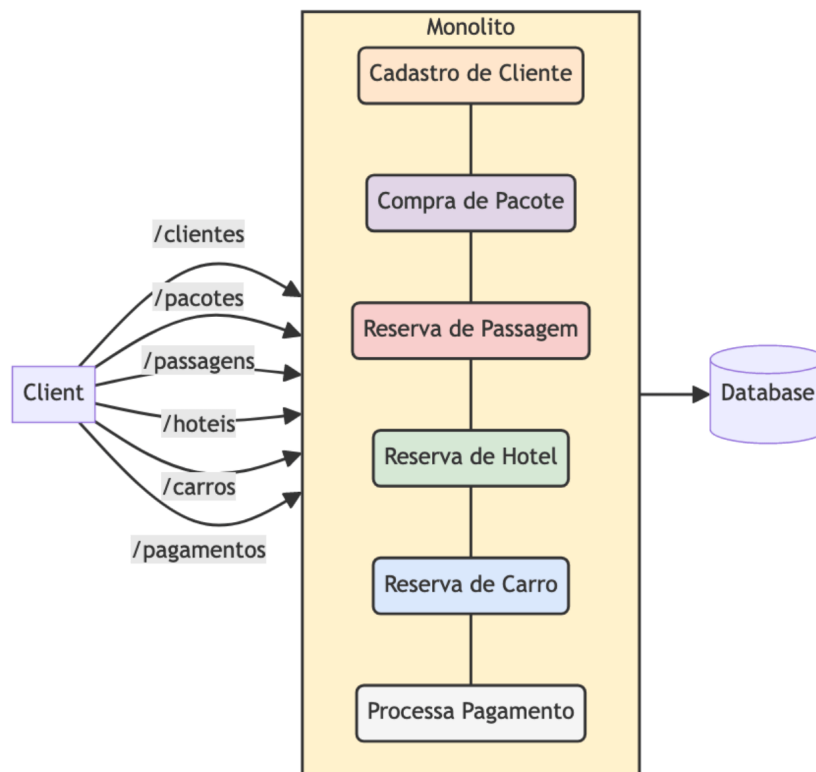 Monolito
Cadastro de Cliente
Compra de Pacote
/clientes
/pacotes
Reserva de Passagem
/passagens
Client
Database
/hoteis
Reserva de Hotel
/carros
/pagamentos
Reserva de Carro
Processa Pagamento